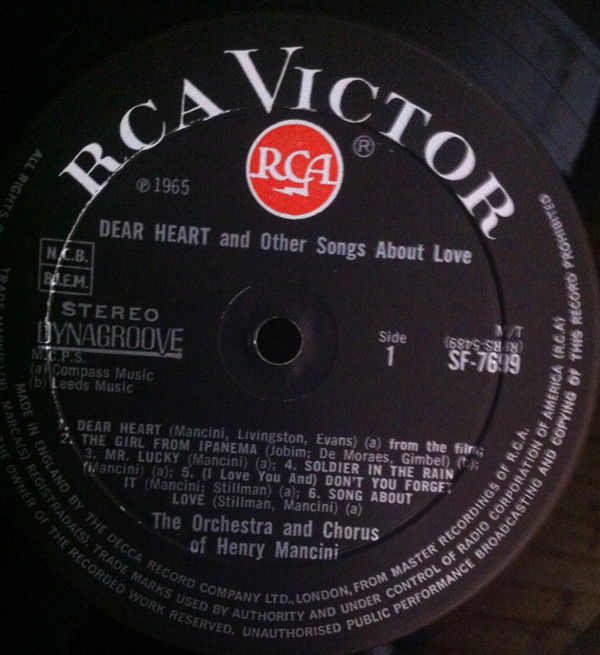 RCA VICTOR
RCA
®
℗ 1965
DEAR HEART and Other Songs About Love
N.C.B.
B.I.E.M.
STEREO
DYNAGROOVE
M.C.P.S.
(a) Compass Music
(b) Leeds Music
Side
1
SF-7699
1. DEAR HEART (Mancini, Livingston, Evans) (a) from the film;
2. THE GIRL FROM IPANEMA (Jobim; De Moraes, Gimbel) (b);
3. MR. LUCKY (Mancini) (a); 4. SOLDIER IN THE RAIN
(Mancini) (a); 5. (I Love You And) DON'T YOU FORGET
IT (Mancini; Stillman) (a); 6. SONG ABOUT
LOVE (Stillman, Mancini) (a)
The Orchestra and Chorus
of Henry Mancini
MADE IN ENGLAND BY THE DECCA RECORD COMPANY LTD., LONDON, FROM MASTER RECORDINGS OF R.C.A.
MARCA(S) REGISTRADA(S). TRADE MARKS USED BY AUTHORITY AND UNDER CONTROL OF RADIO CORPORATION OF AMERICA (R.C.A)
ALL RIGHTS
THE OWNER OF THE RECORDED WORK RESERVED. UNAUTHORISED PUBLIC PERFORMANCE BROADCASTING AND COPYING OF THIS RECORD PROHIBITED